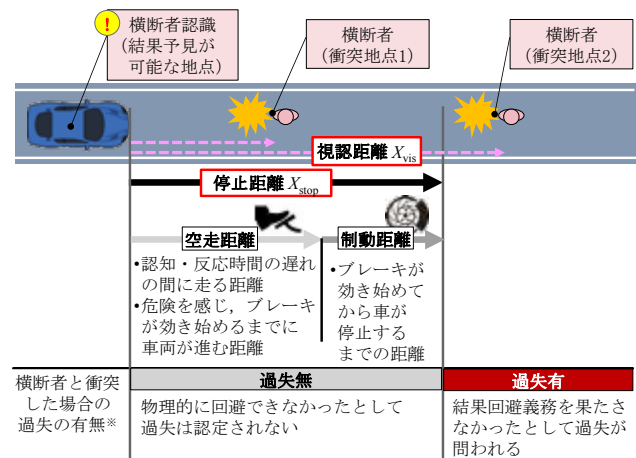 !
横断者認識
(結果予見が
可能な地点)
横断者
(衝突地点1)
横断者
(衝突地点2)
視認距離 Xvis
停止距離 Xstop
空走距離
制動距離
•認知・反応時間の遅れ
の間に走る距離
•危険を感じ，ブレーキ
が効き始めるまでに
車両が進む距離
•ブレーキが
効き始めて
から車が
停止する
までの距離
横断者と衝突
した場合の
過失の有無※
過失無
物理的に回避できなかったとして
過失は認定されない
過失有
結果回避義務を果たさ
なかったとして過失が
問われる